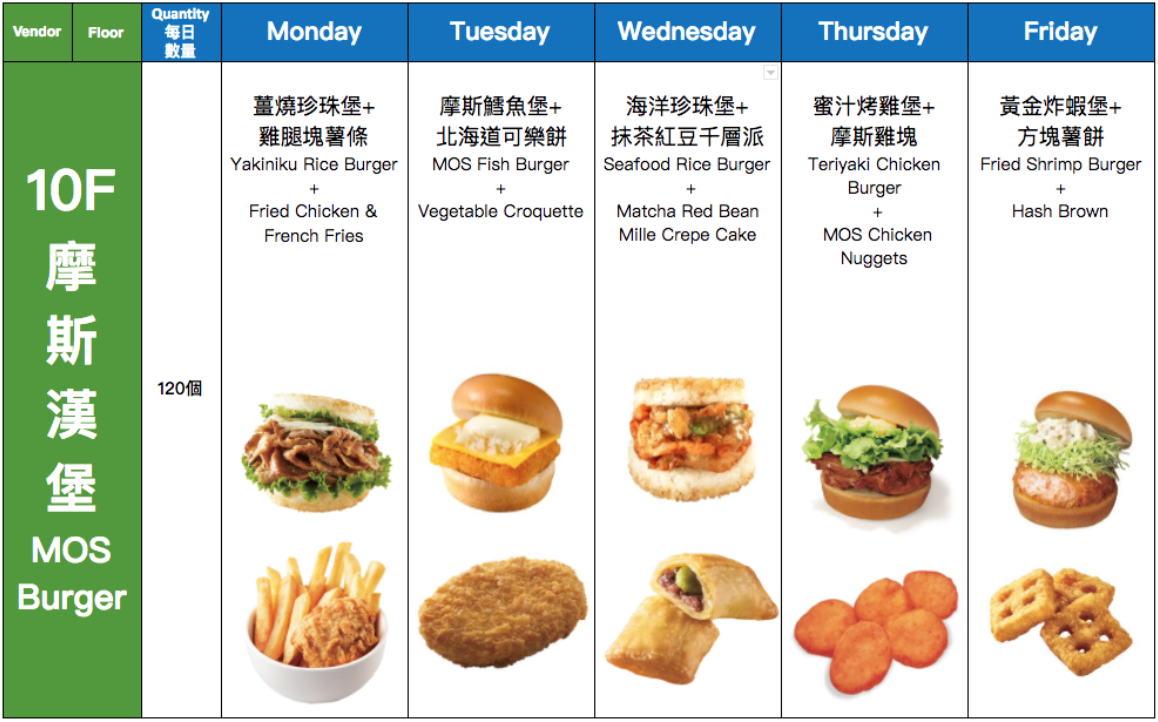 Vendor
Floor
Quantity
每日
數量
Monday
Tuesday
Wednesday
Thursday
Friday
10F
摩
斯
漢
堡
MOS
Burger
120個
薑燒珍珠堡+
雞腿塊薯條
Yakiniku Rice Burger
+
Fried Chicken &
French Fries
摩斯鱈魚堡+
北海道可樂餅
MOS Fish Burger
+
Vegetable Croquette
海洋珍珠堡+
抹茶紅豆千層派
Seafood Rice Burger
+
Matcha Red Bean
Mille Crepe Cake
蜜汁烤雞堡+
摩斯雞塊
Teriyaki Chicken
Burger
+
MOS Chicken
Nuggets
黃金炸蝦堡+
方塊薯餅
Fried Shrimp Burger
+
Hash Brown